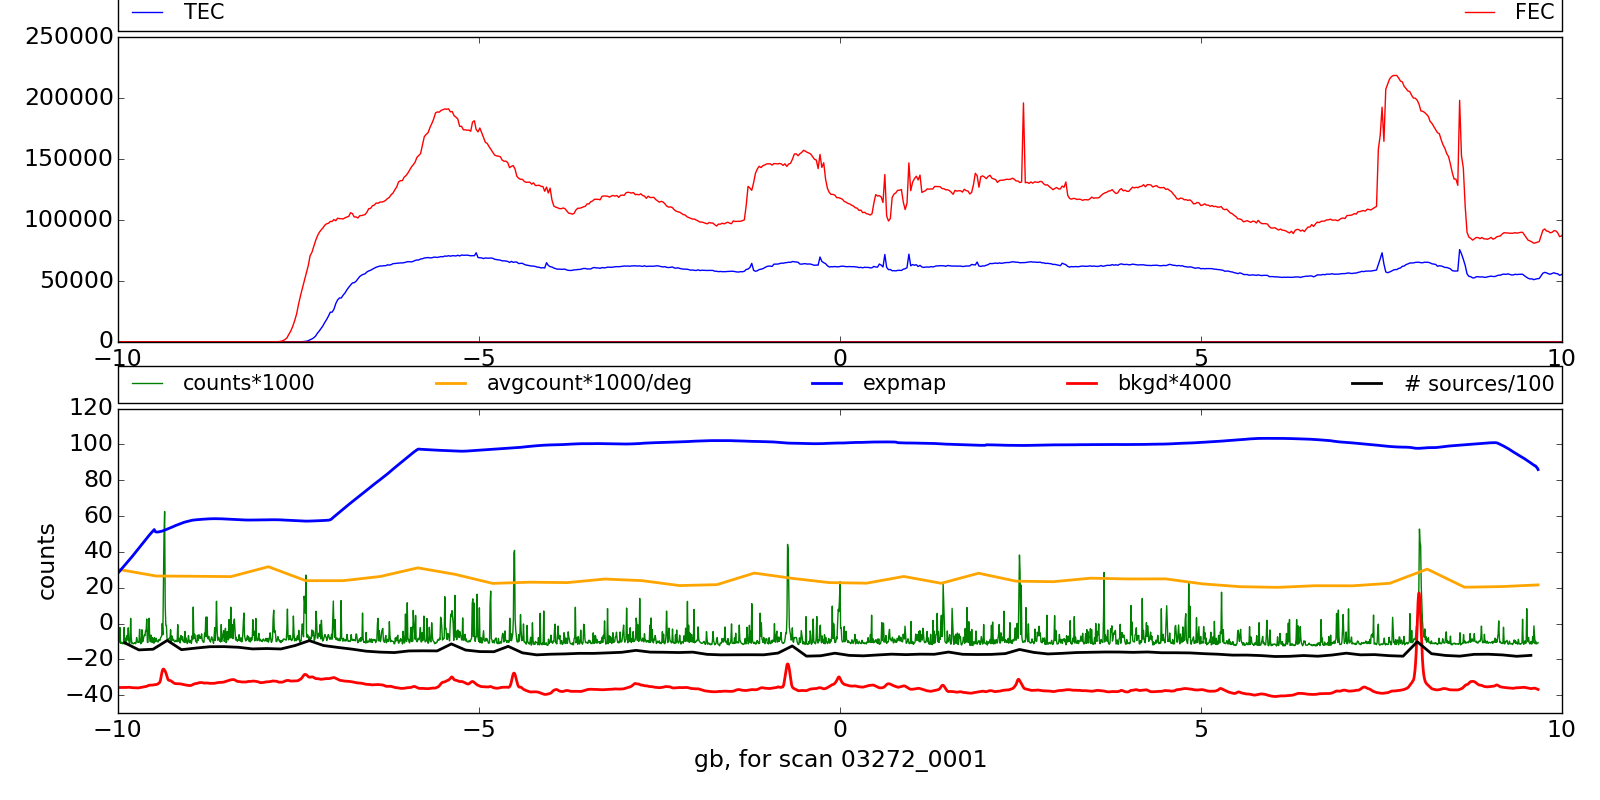 TEC FEC
250000
200000
150000
100000
50000
0
−10 −5 0 5 10
counts*1000 avgcount*1000/deg expmap bkgd*4000 # sources/100
120
100
80
60
40
20
0
−20
−40
counts
−10 −5 0 5 10
gb, for scan 03272_0001